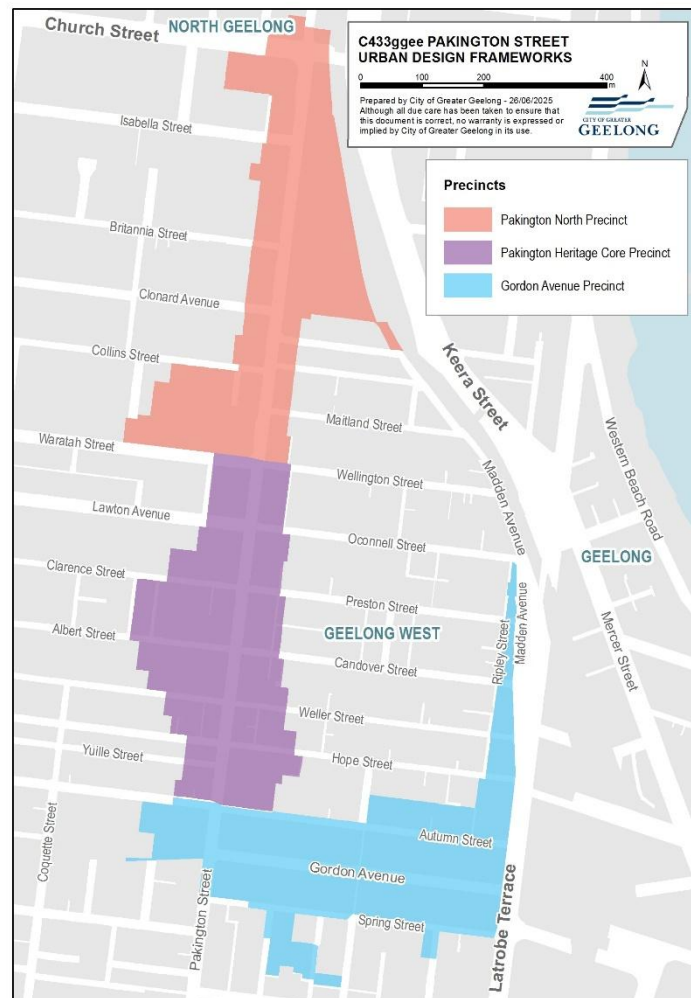 Church Street
NORTH GEELONG
C433ggee PAKINGTON STREET
URBAN DESIGN FRAMEWORKS
N
0 100 200 400
m
Prepared by City of Greater Geelong - 26/06/2025
Although all due care has been taken to ensure that
this document is correct, no warranty is expressed or
implied by City of Greater Geelong in its use.
CITY OF GREATER
GEELONG
Precincts
Pakington North Precinct
Pakington Heritage Core Precinct
Gordon Avenue Precinct
Isabella Street
Britannia Street
Clonard Avenue
Collins Street
Keera Street
Maitland Street
Waratah Street
Wellington Street
Madden Avenue
Western Beach Road
Lawton Avenue
Oconnell Street
GEELONG
Clarence Street
Preston Street
Ripley Street
Madden Avenue
Mercer Street
Albert Street
GEELONG WEST
Candover Street
Weller Street
Yuille Street
Hope Street
Coquette Street
Autumn Street
Gordon Avenue
Pakington Street
Spring Street
Latrobe Terrace